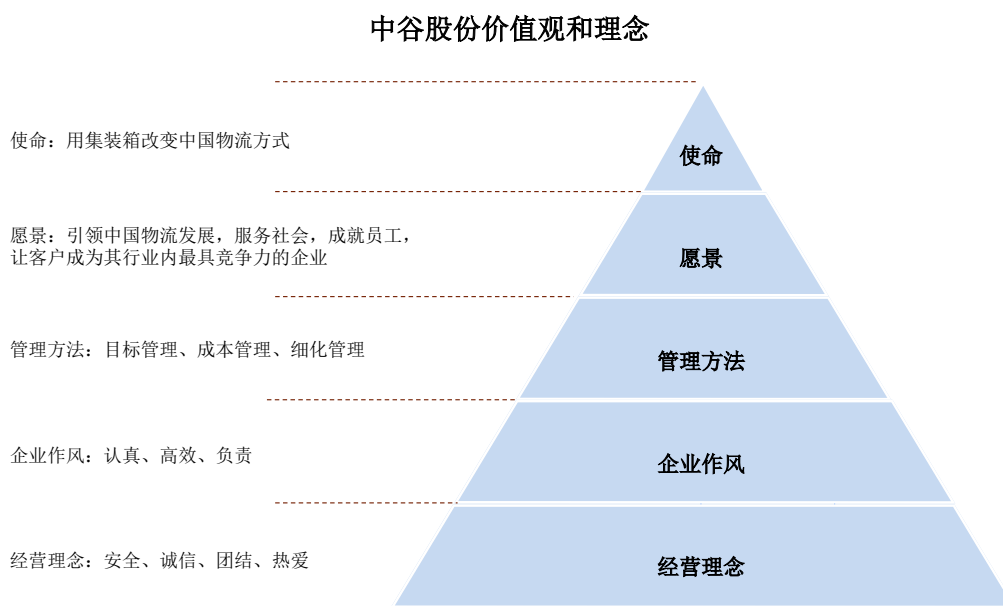 中谷股份价值观和理念
使命：用集装箱改变中国物流方式
使命
愿景：引领中国物流发展，服务社会，成就员工，
让客户成为其行业内最具竞争力的企业
愿景
管理方法：目标管理、成本管理、细化管理
管理方法
企业作风：认真、高效、负责
企业作风
经营理念：安全、诚信、团结、热爱
经营理念